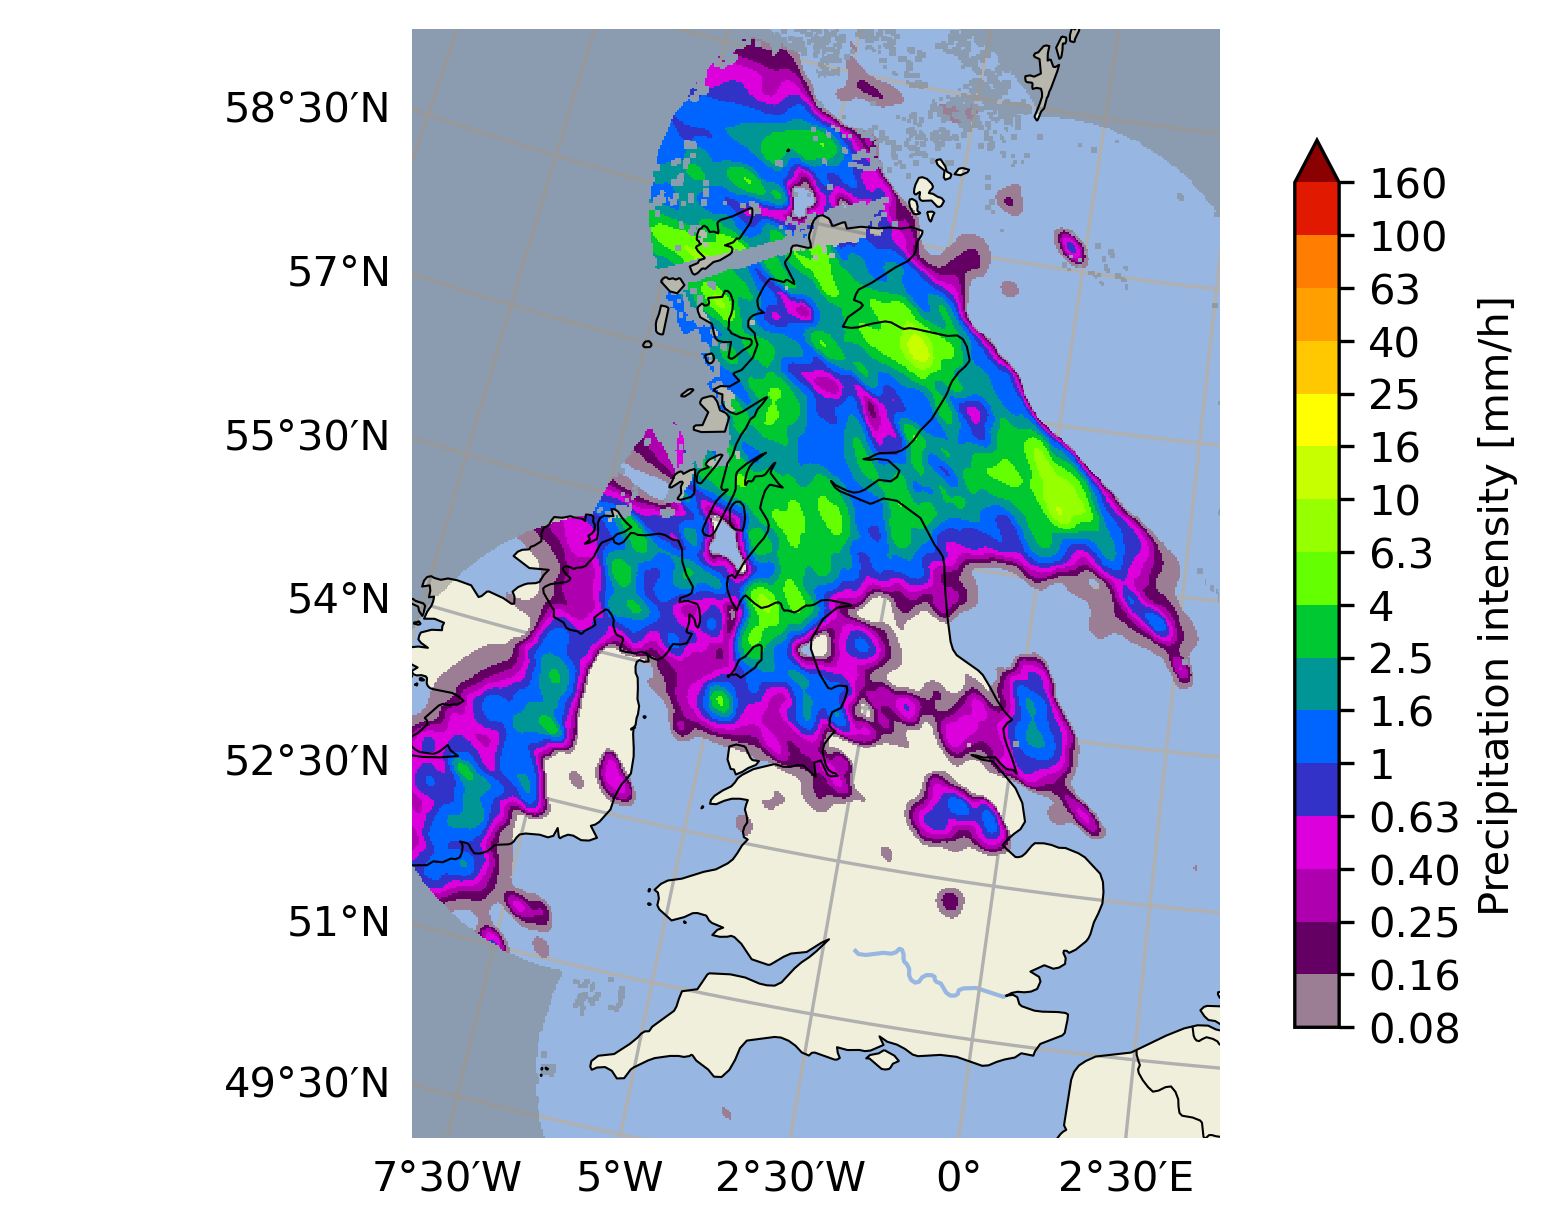 58°30′N
57°N
55°30′N
54°N
52°30′N
51°N
49°30′N
7°30′W 5°W 2°30′W 0° 2°30′E
160
100
63
40
25
16
10
6.3
4
2.5
1.6
1
0.63
0.40
0.25
0.16
0.08
Precipitation intensity [mm/h]